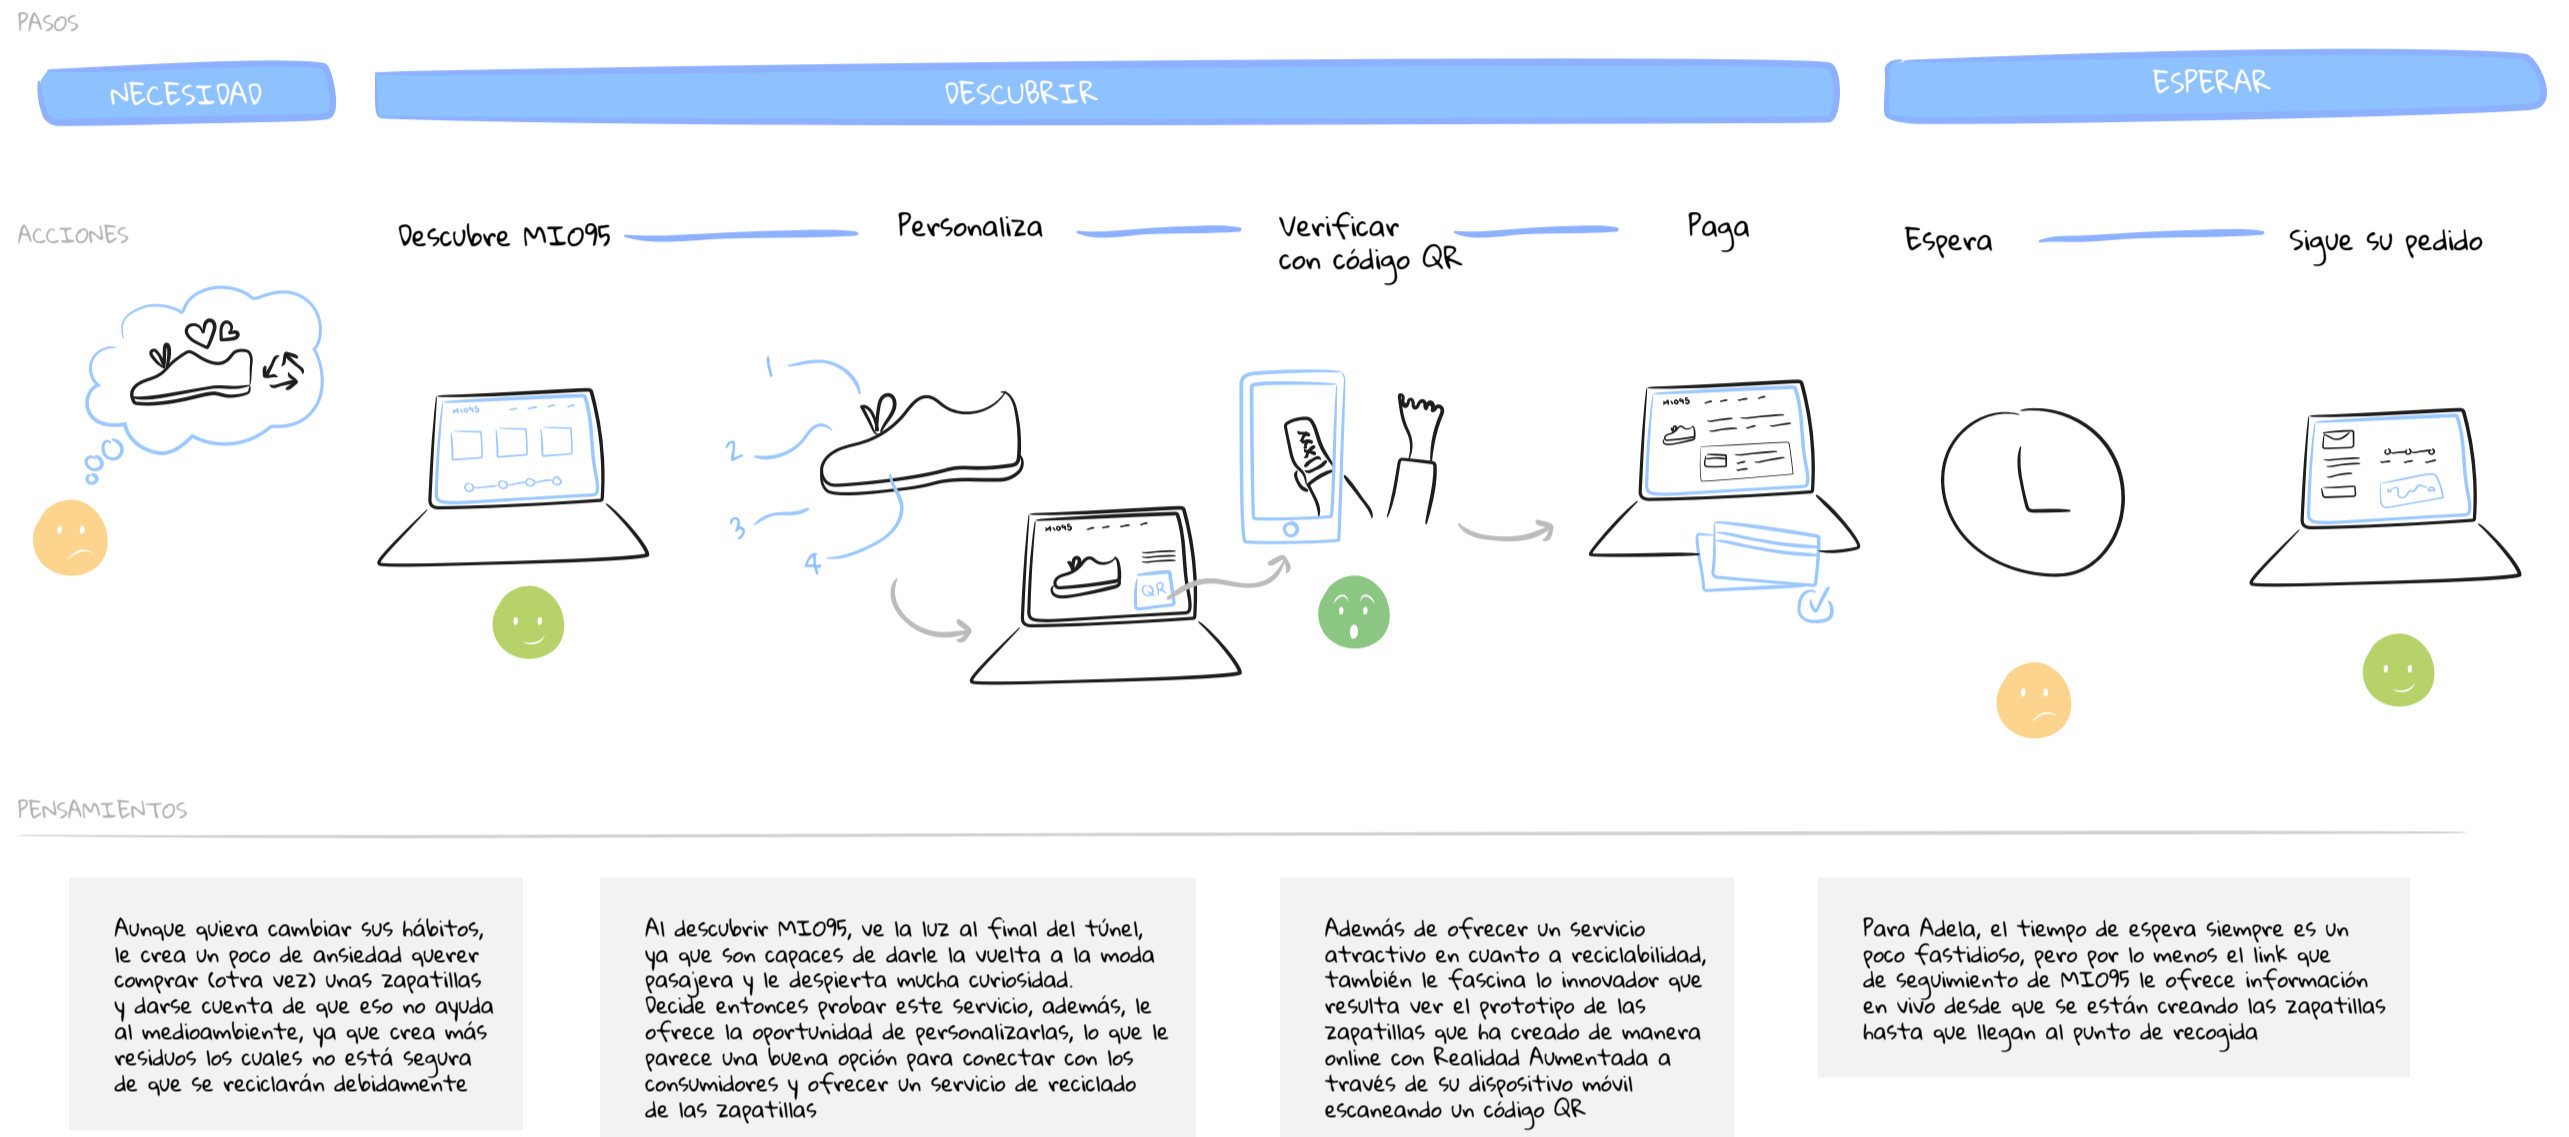 PASOS
NECESIDAD
DESCUBRIR
ESPERAR
ACCIONES
Descubre MIO95
Personaliza
Verificar
con código QR
Paga
Espera
Sigue su pedido
1
2
3
4
MIO95
MIO95
QR
MIO95
PENSAMIENTOS
Aunque quiera cambiar sus hábitos,
le crea un poco de ansiedad querer
comprar (otra vez) unas zapatillas
y darse cuenta de que eso no ayuda
al medioambiente, ya que crea más
residuos los cuales no está segura
de que se reciclarán debidamente
Al descubrir MIO95, ve la luz al final del túnel,
ya que son capaces de darle la vuelta a la moda
pasajera y le despierta mucha curiosidad.
Decide entonces probar este servicio, además, le
ofrece la oportunidad de personalizarlas, lo que le
parece una buena opción para conectar con los
consumidores y ofrecer un servicio de reciclado
de las zapatillas
Además de ofrecer un servicio
atractivo en cuanto a reciclabilidad,
también le fascina lo innovador que
resulta ver el prototipo de las
zapatillas que ha creado de manera
online con Realidad Aumentada a
través de su dispositivo móvil
escaneando un código QR
Para Adela, el tiempo de espera siempre es un
poco fastidioso, pero por lo menos el link que
de seguimiento de MIO95 le ofrece información
en vivo desde que se están creando las zapatillas
hasta que llegan al punto de recogida